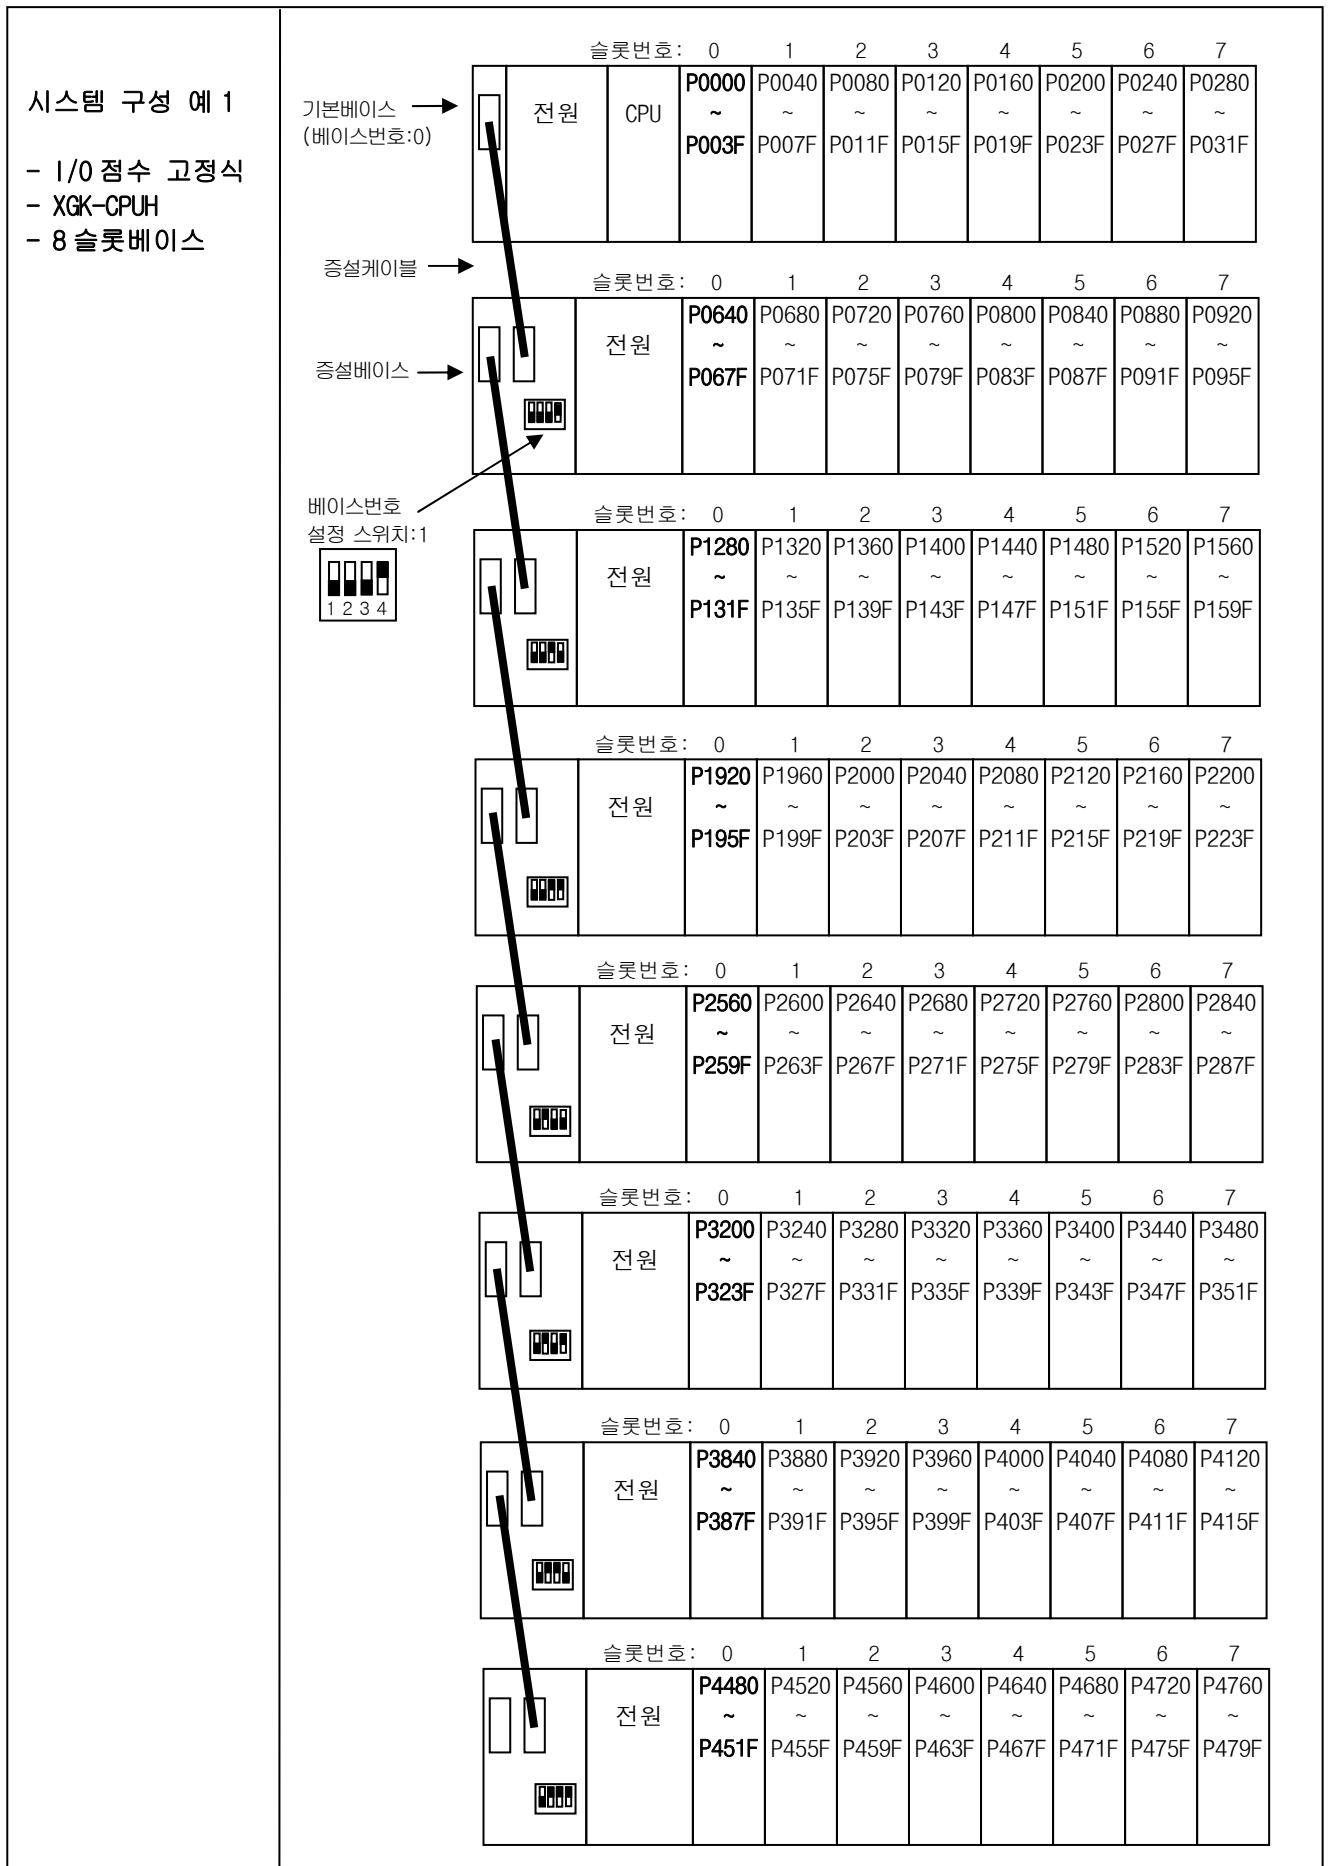 시스템 구성 예 1
- I/0 점수 고정식
- XGK-CPUH
- 8 슬롯베이스
슬롯번호: 0 1 2 3 4 5 6 7
기본베이스
(베이스번호:0)
전원 CPU
P0000 P0040 P0080 P0120 P0160 P0200 P0240 P0280
~ ~ ~ ~ ~ ~ ~ ~
P003F P007F P011F P015F P019F P023F P027F P031F
증설케이블
슬롯번호: 0 1 2 3 4 5 6 7
증설베이스
전원
P0640 P0680 P0720 P0760 P0800 P0840 P0880 P0920
~ ~ ~ ~ ~ ~ ~ ~
P067F P071F P075F P079F P083F P087F P091F P095F
베이스번호
설정 스위치:1
1 2 3 4
슬롯번호: 0 1 2 3 4 5 6 7
전원
P1280 P1320 P1360 P1400 P1440 P1480 P1520 P1560
~ ~ ~ ~ ~ ~ ~ ~
P131F P135F P139F P143F P147F P151F P155F P159F
슬롯번호: 0 1 2 3 4 5 6 7
전원
P1920 P1960 P2000 P2040 P2080 P2120 P2160 P2200
~ ~ ~ ~ ~ ~ ~ ~
P195F P199F P203F P207F P211F P215F P219F P223F
슬롯번호: 0 1 2 3 4 5 6 7
전원
P2560 P2600 P2640 P2680 P2720 P2760 P2800 P2840
~ ~ ~ ~ ~ ~ ~ ~
P259F P263F P267F P271F P275F P279F P283F P287F
슬롯번호: 0 1 2 3 4 5 6 7
전원
P3200 P3240 P3280 P3320 P3360 P3400 P3440 P3480
~ ~ ~ ~ ~ ~ ~ ~
P323F P327F P331F P335F P339F P343F P347F P351F
슬롯번호: 0 1 2 3 4 5 6 7
전원
P3840 P3880 P3920 P3960 P4000 P4040 P4080 P4120
~ ~ ~ ~ ~ ~ ~ ~
P387F P391F P395F P399F P403F P407F P411F P415F
슬롯번호: 0 1 2 3 4 5 6 7
전원
P4480 P4520 P4560 P4600 P4640 P4680 P4720 P4760
~ ~ ~ ~ ~ ~ ~ ~
P451F P455F P459F P463F P467F P471F P475F P479F